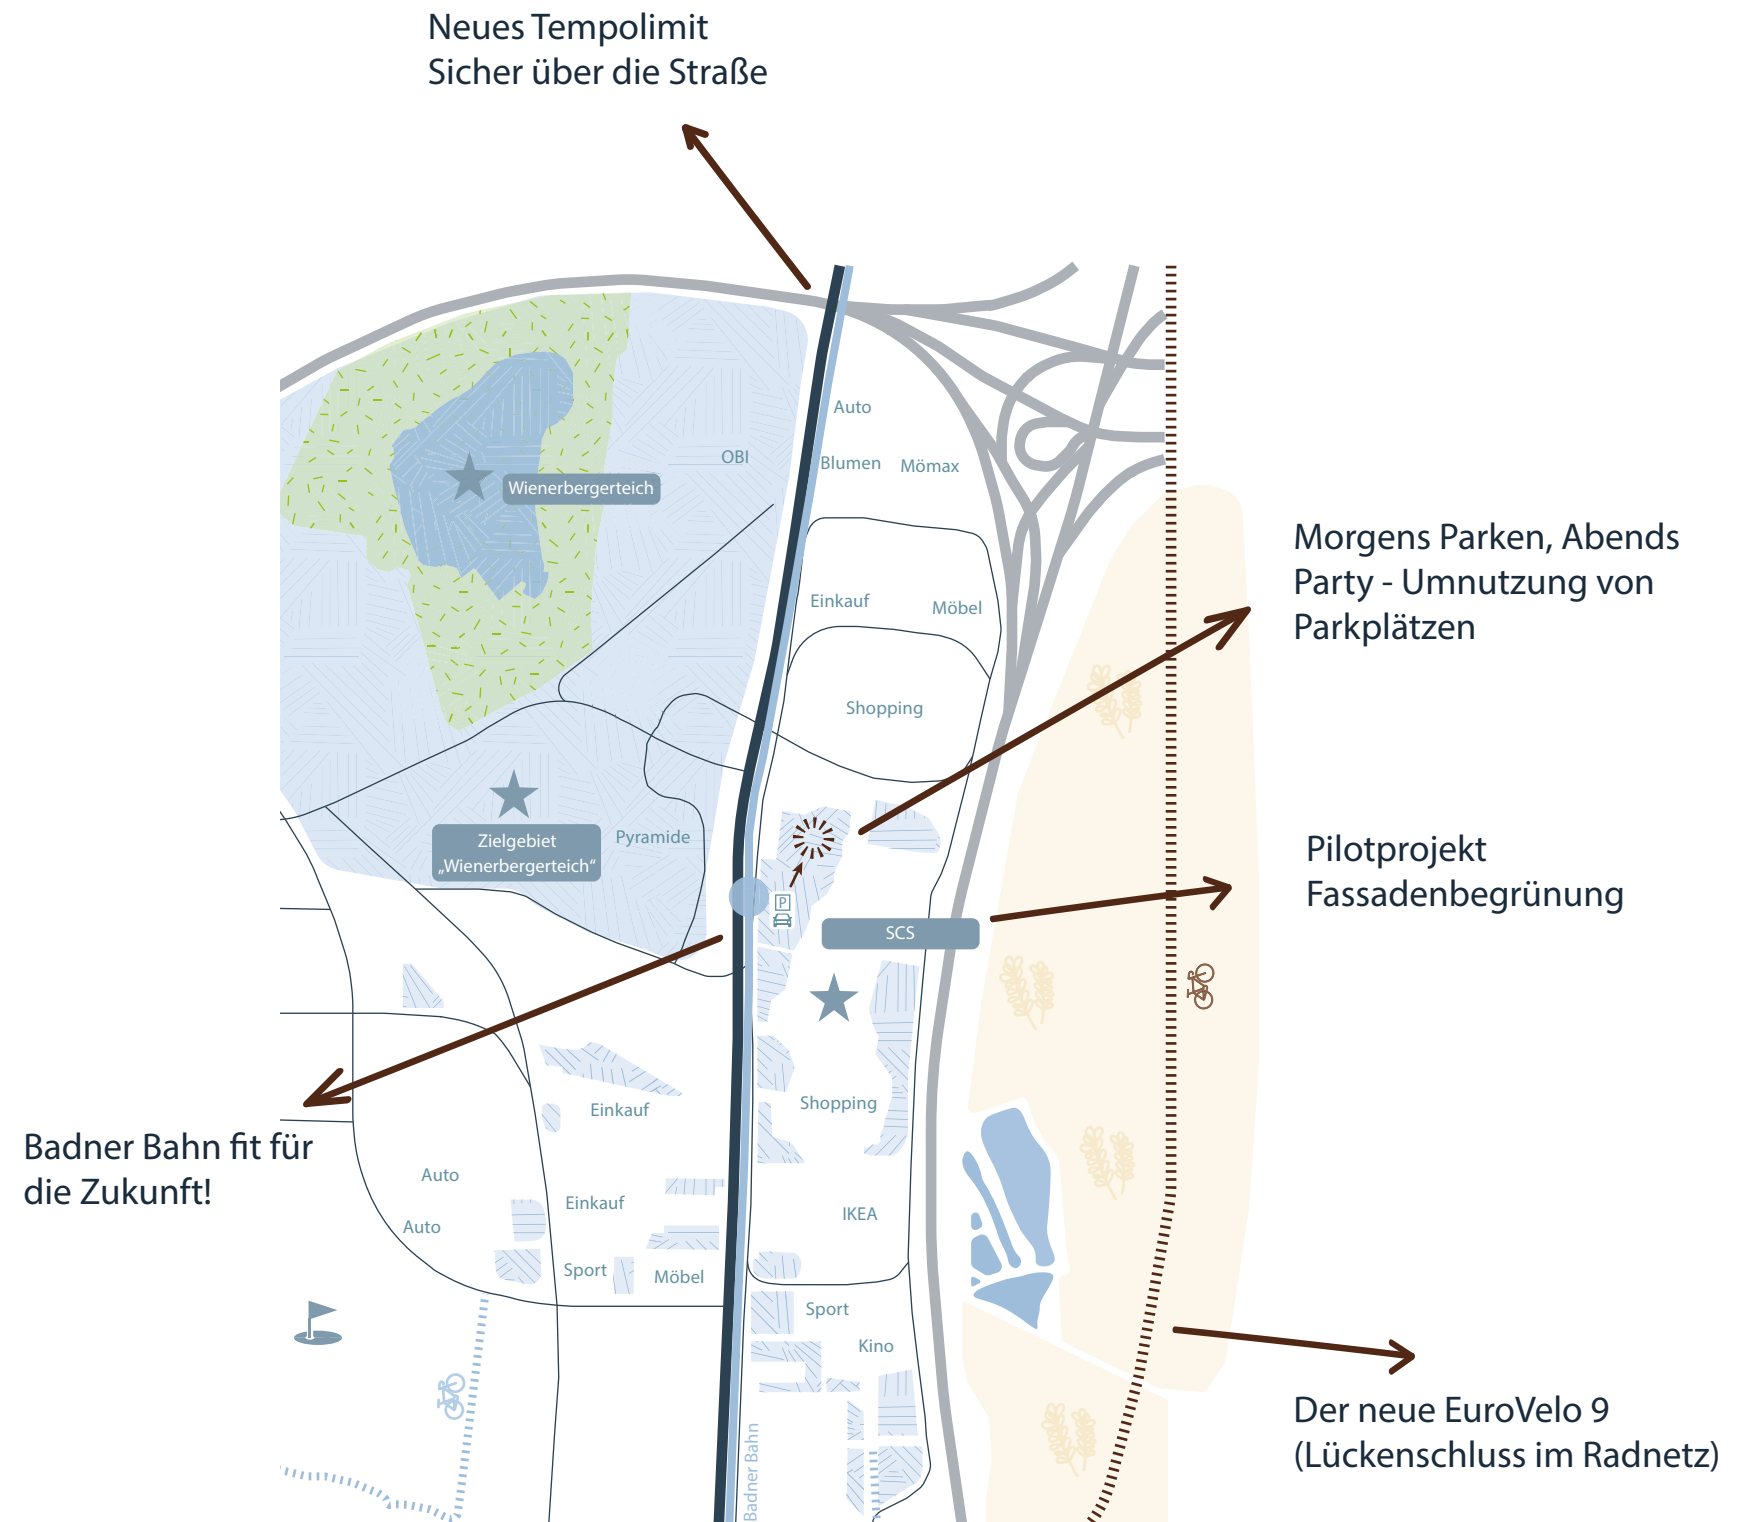 Neues Tempolimit
Sicher über die Straße
Auto
OBI
Blumen
Mömax
Wienerbergerteich
Morgens Parken, Abends
Party - Umnutzung von
Parkplätzen
Einkauf
Möbel
Shopping
Zielgebiet
„Wienerbergerteich“
Pyramide
Pilotprojekt
Fassadenbegrünung
P
SCS
Shopping
Einkauf
Badner Bahn fit für
die Zukunft!
Auto
Einkauf
Auto
IKEA
Sport
Möbel
Sport
Kino
Der neue EuroVelo 9
(Lückenschluss im Radnetz)
Badner Bahn